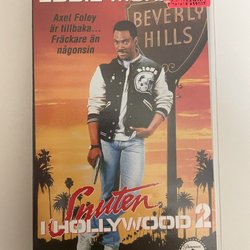 BEVERLY
HILLS
Axel Foley
är tillbaka...
Fräckare än
någonsin
Snuten
I HOLLYWOOD 2